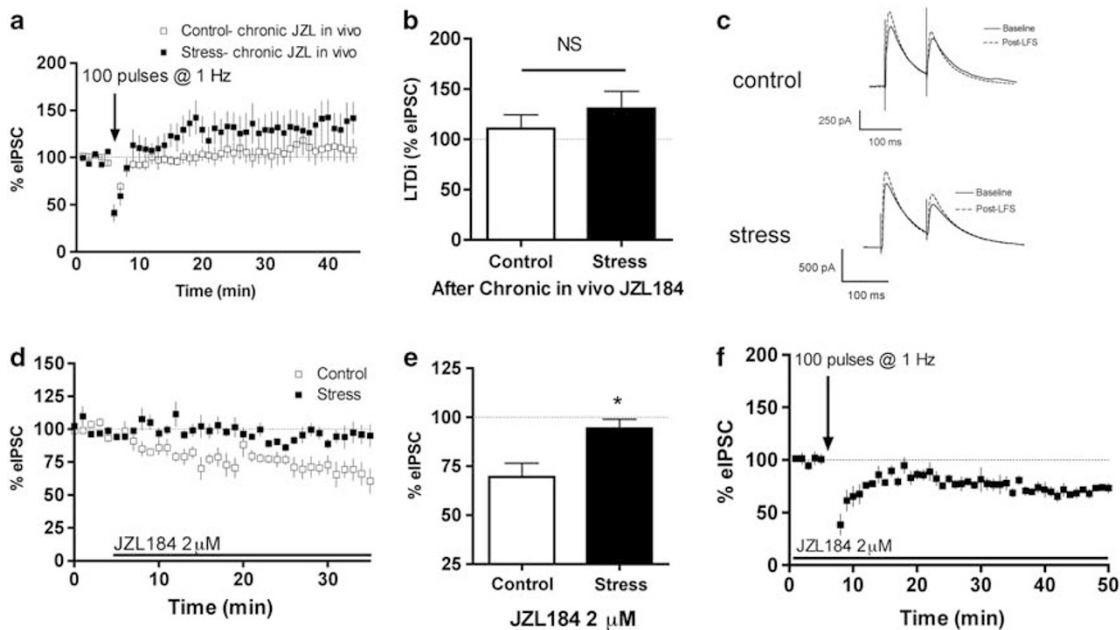 a
Control- chronic JZL in vivo
Stress- chronic JZL in vivo
100 pulses @ 1 Hz
200
150
100
50
0
% eIPSC
0 10 20 30 40
Time (min)
b
NS
200
150
100
50
0
LTDi (% eIPSC)
Control Stress
After Chronic in vivo JZL184
c
control
Baseline
Post-LFS
250 pA
100 ms
stress
Baseline
Post-LFS
500 pA
100 ms
d
Control
Stress
150
125
100
75
50
25
0
% eIPSC
JZL184 2 μM
0 10 20 30
Time (min)
e
*
125
100
75
50
25
% eIPSC
Control Stress
JZL184 2 μM
f
100 pulses @ 1 Hz
200
150
100
50
0
% eIPSC
JZL184 2 μM
0 10 20 30 40 50
Time (min)